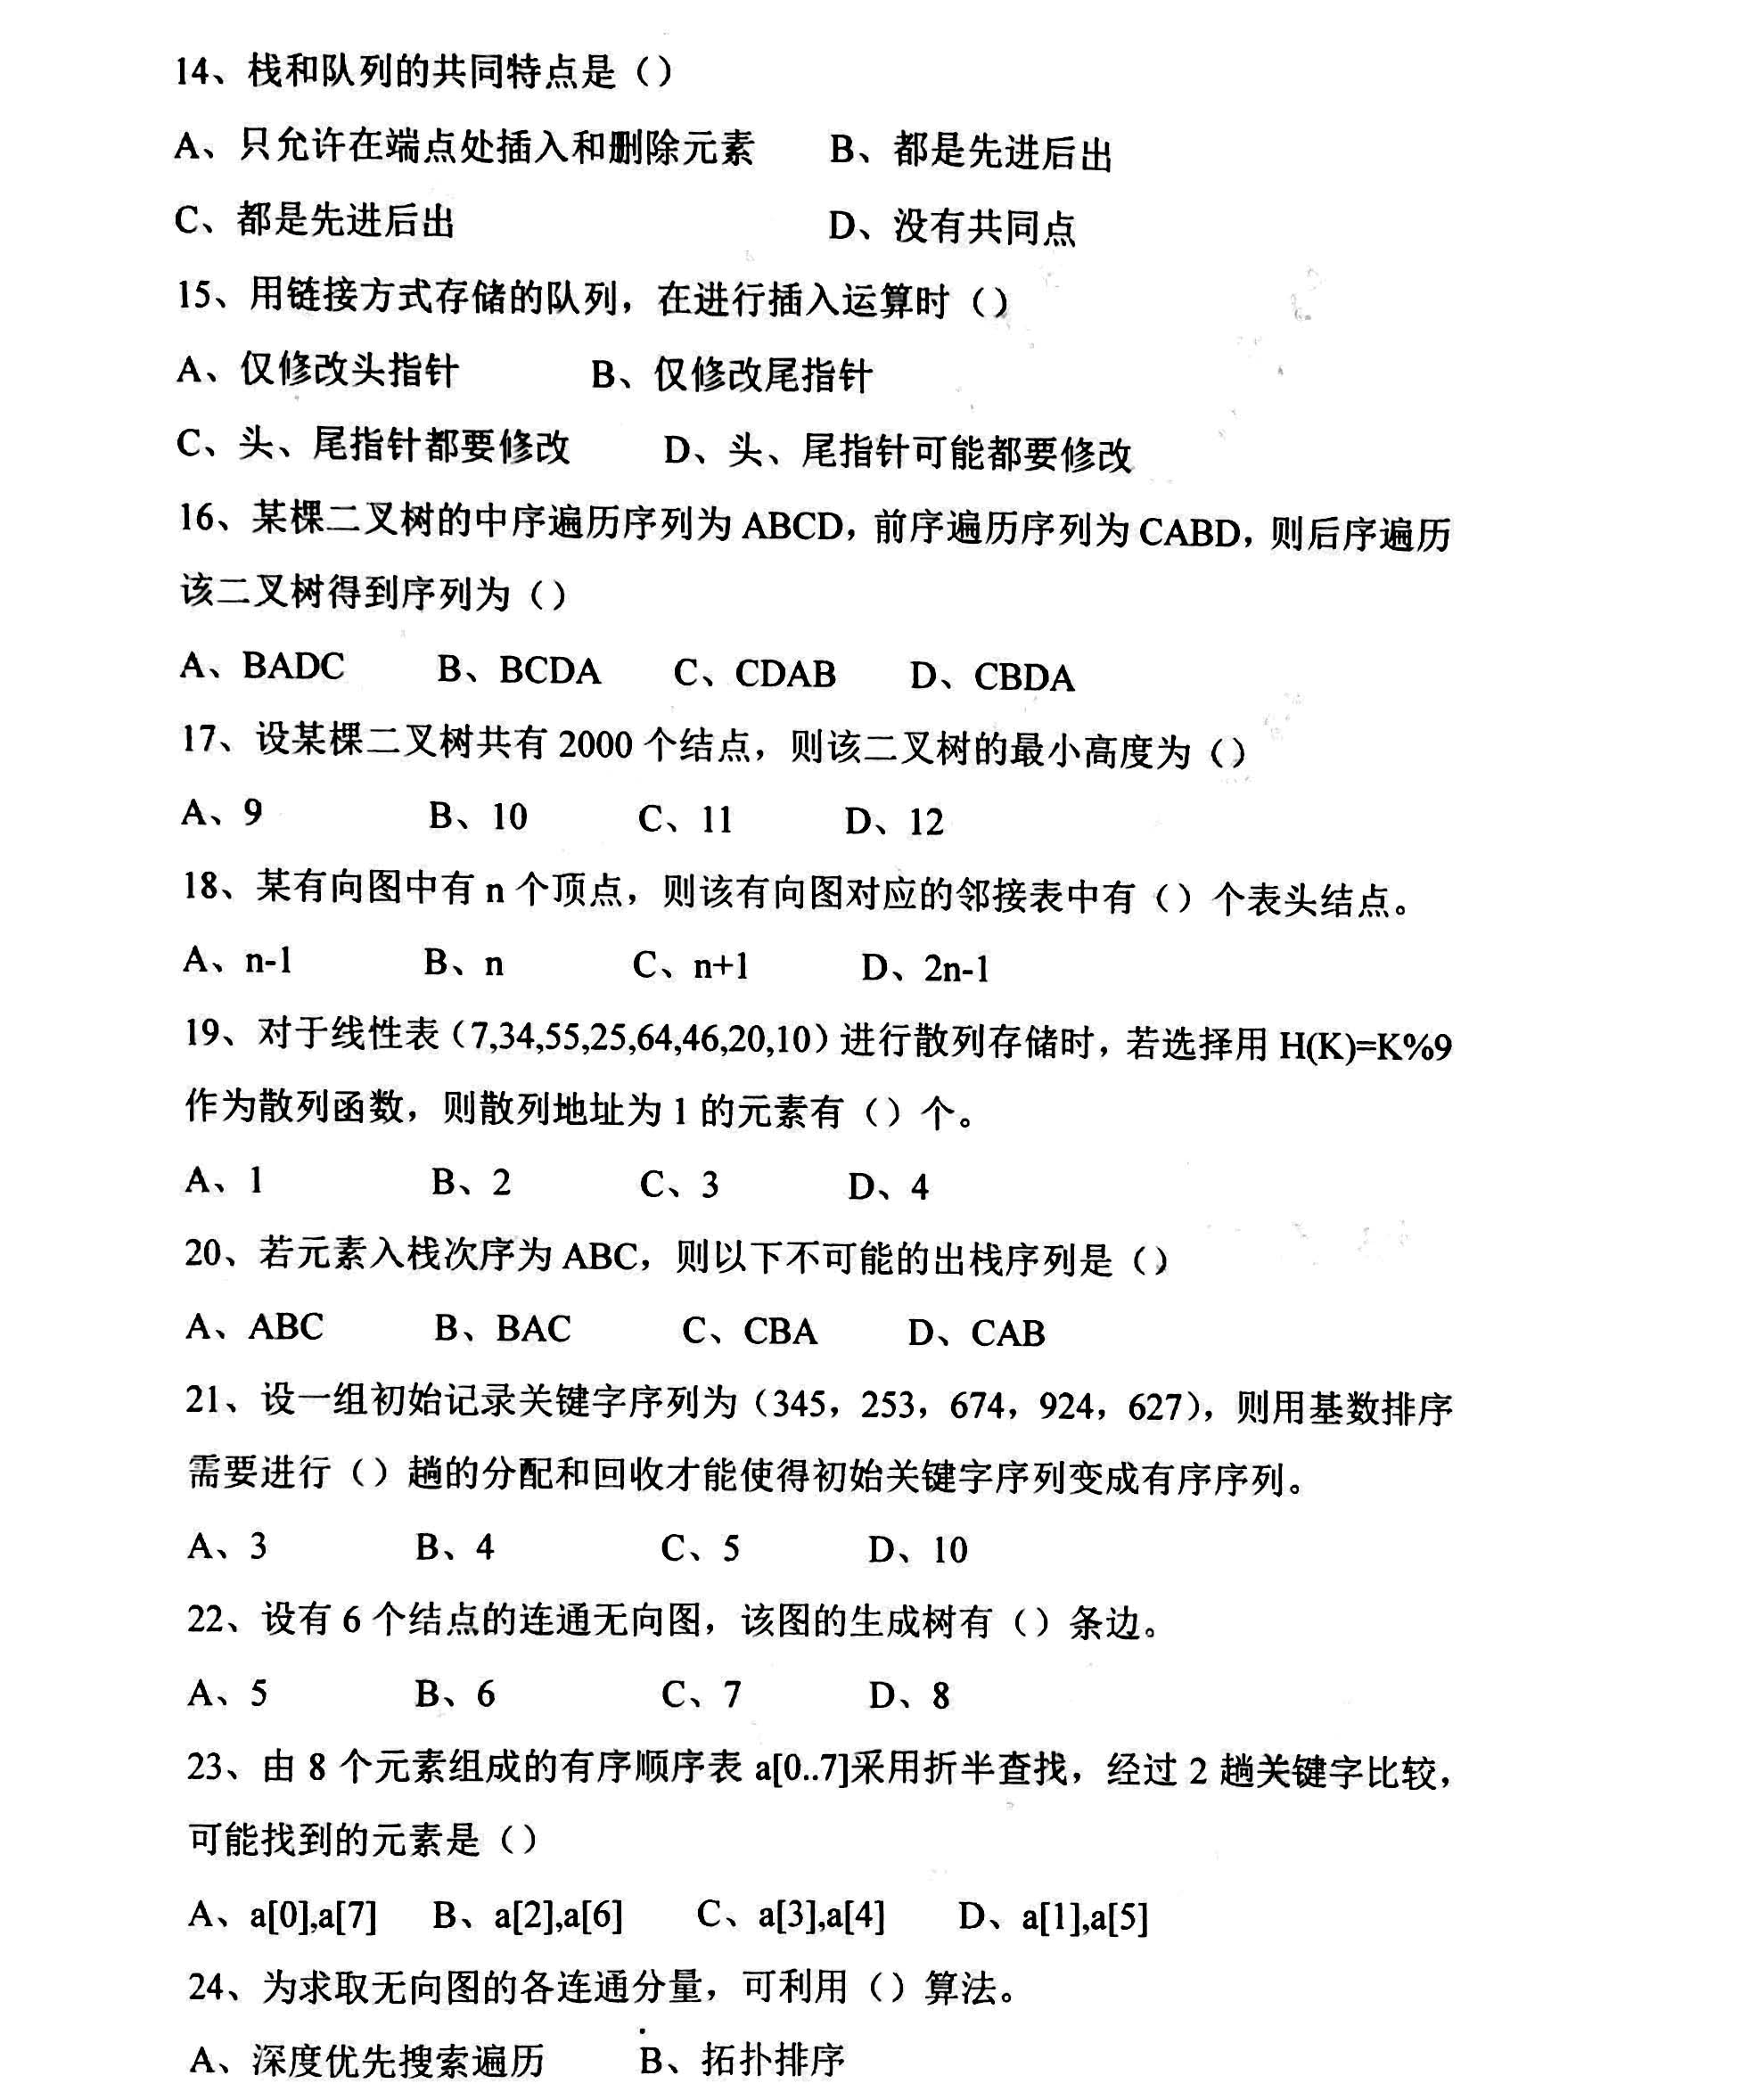 14、栈和队列的共同特点是（）
A、只允许在端点处插入和删除元素 B、都是先进后出
C、都是先进后出 D、没有共同点
15、用链接方式存储的队列，在进行插入运算时（）
A、仅修改头指针 B、仅修改尾指针
C、头、尾指针都要修改 D、头、尾指针可能都要修改
16、某棵二叉树的中序遍历序列为 ABCD，前序遍历序列为 CABD，则后序遍历
该二叉树得到序列为（）
A、BADC B、BCDA C、CDAB D、CBDA
17、设某棵二叉树共有 2000 个结点，则该二叉树的最小高度为（）
A、9 B、10 C、11 D、12
18、某有向图中有 n 个顶点，则该有向图对应的邻接表中有（）个表头结点。
A、n-1 B、n C、n+1 D、2n-1
19、对于线性表（7,34,55,25,64,46,20,10）进行散列存储时，若选择用 H(K)=K%9
作为散列函数，则散列地址为 1 的元素有（）个。
A、1 B、2 C、3 D、4
20、若元素入栈次序为 ABC，则以下不可能的出栈序列是（）
A、ABC B、BAC C、CBA D、CAB
21、设一组初始记录关键字序列为（345，253，674，924，627），则用基数排序
需要进行（）趟的分配和回收才能使得初始关键字序列变成有序序列。
A、3 B、4 C、5 D、10
22、设有 6 个结点的连通无向图，该图的生成树有（）条边。
A、5 B、6 C、7 D、8
23、由 8 个元素组成的有序顺序表 a[0..7]采用折半查找，经过 2 趟关键字比较，
可能找到的元素是（）
A、a[0],a[7] B、a[2],a[6] C、a[3],a[4] D、a[1],a[5]
24、为求取无向图的各连通分量，可利用（）算法。
A、深度优先搜索遍历 B、拓扑排序